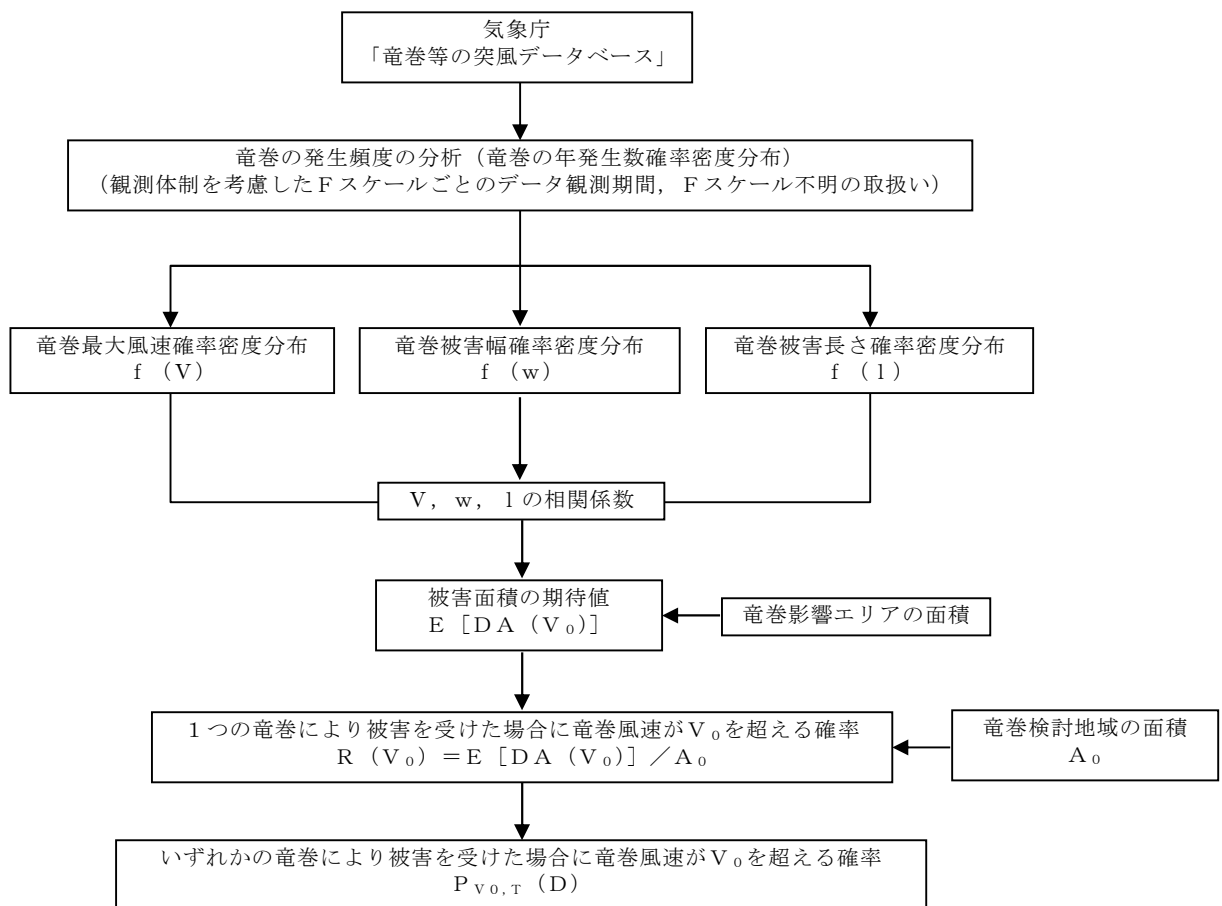 気象庁
「竜巻等の突風データベース」
竜巻の発生頻度の分析（竜巻の年発生数確率密度分布）
（観測体制を考慮したＦスケールごとのデータ観測期間，Ｆスケール不明の取扱い）
竜巻最大風速確率密度分布
ｆ（Ｖ）
竜巻被害幅確率密度分布
ｆ（ｗ）
竜巻被害長さ確率密度分布
ｆ（ｌ）
Ｖ，ｗ，ｌの相関係数
被害面積の期待値
Ｅ［ＤＡ（Ｖ₀）］
竜巻影響エリアの面積
１つの竜巻により被害を受けた場合に竜巻風速がＶ₀を超える確率
Ｒ（Ｖ₀）＝Ｅ［ＤＡ（Ｖ₀）］／Ａ₀
竜巻検討地域の面積
Ａ₀
いずれかの竜巻により被害を受けた場合に竜巻風速がＶ₀を超える確率
Ｐ_V0,T（Ｄ）